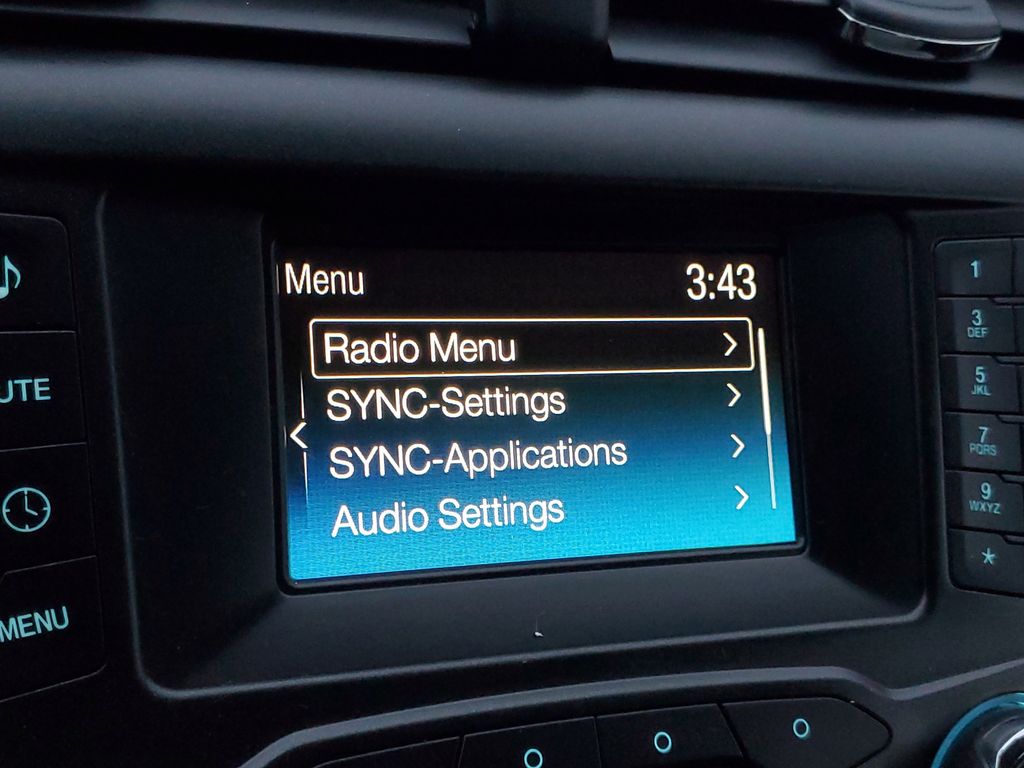 Menu 3:43
Radio Menu
SYNC-Settings
SYNC-Applications
Audio Settings
UTE
MENU
1
3
DEF
5
JKL
7
PQRS
9
WXYZ
*